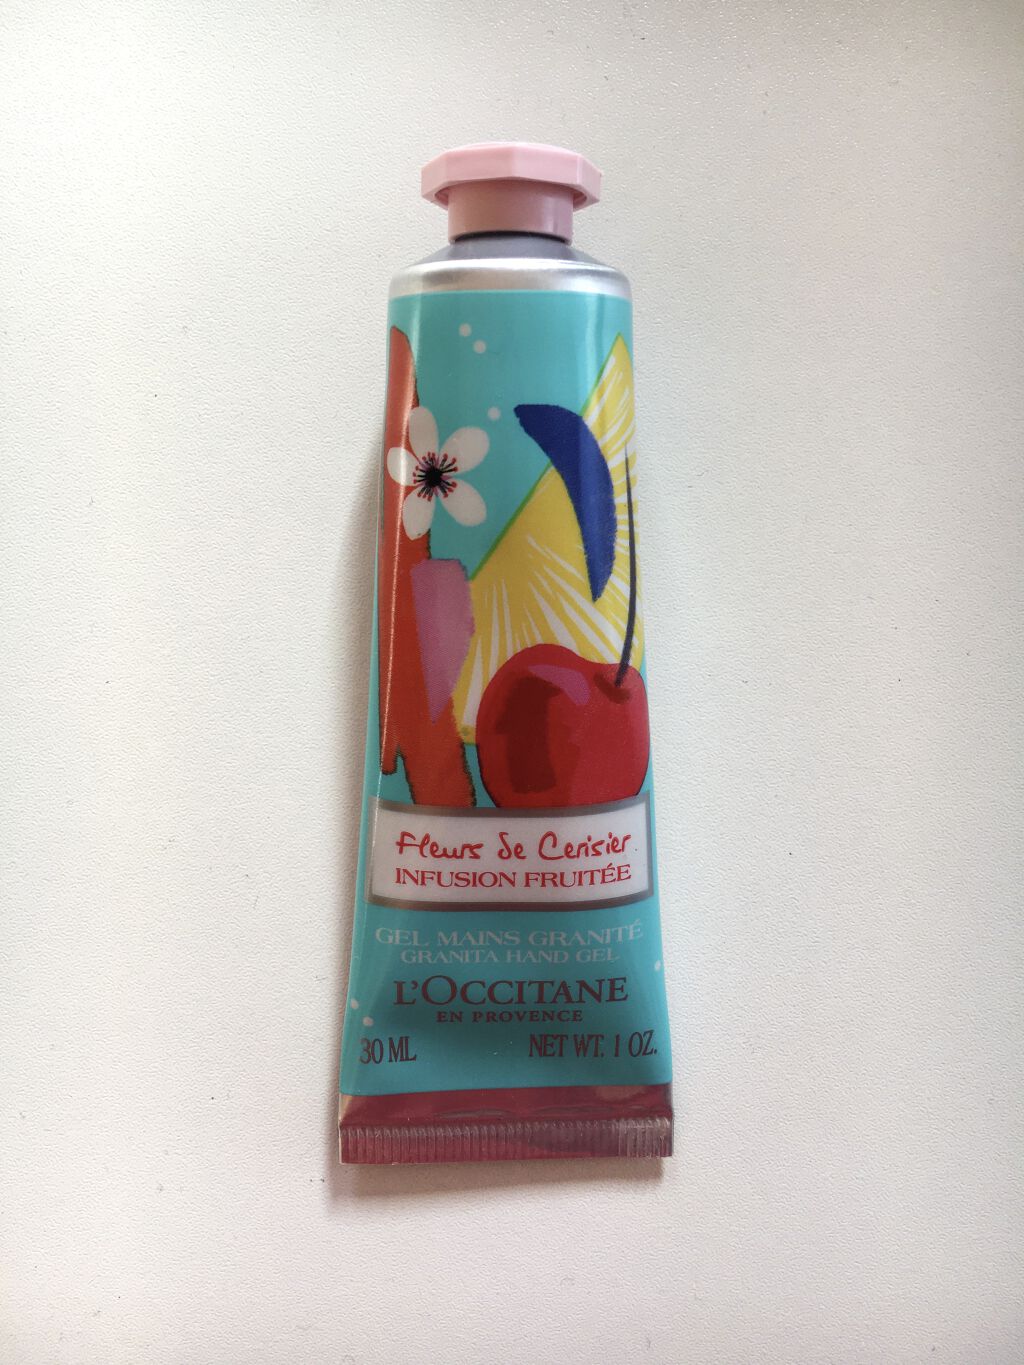 Fleurs de Cerisier
INFUSION FRUITÉE
GEL MAINS GRANITÉ
GRANITA HAND GEL
L'OCCITANE
EN PROVENCE
30 ML NET WT. 1 OZ.